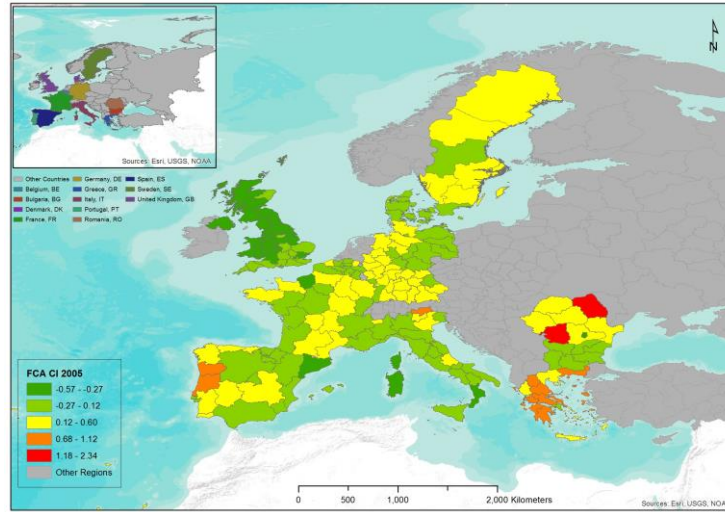 N
Sources: Esri, USGS, NOAA
Other Countries
Belgium, BE
Bulgaria, BG
Denmark, DK
France, FR
Germany, DE
Greece, GR
Italy, IT
Portugal, PT
Romania, RO
Spain, ES
Sweden, SE
United Kingdom, GB
FCA CI 2005
-0.57 - -0.27
-0.27 - 0.12
0.12 - 0.60
0.68 - 1.12
1.18 - 2.34
Other Regions
0 500 1,000 2,000 Kilometers
Sources: Esri, USGS, NOAA